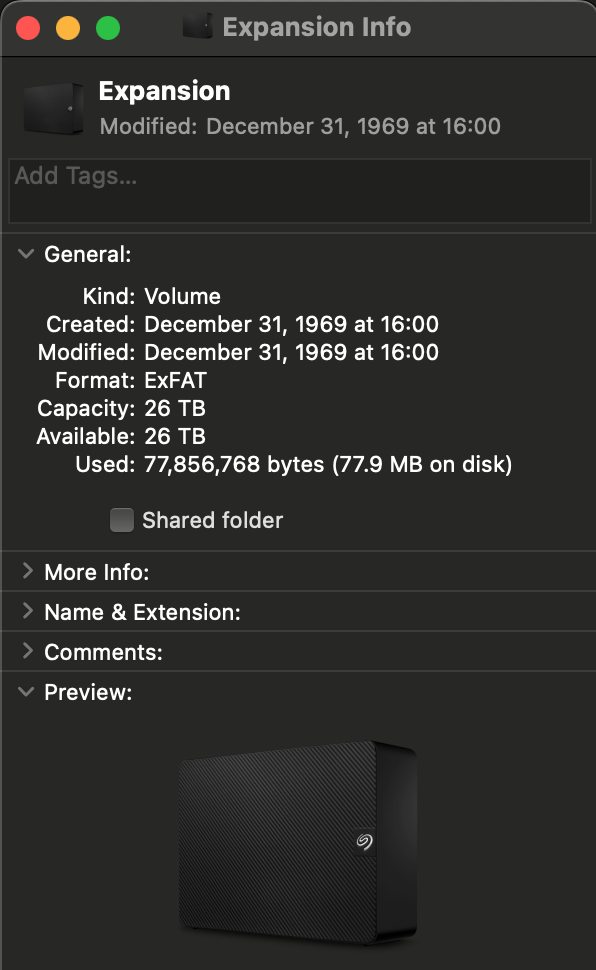 Expansion Info
Expansion
Modified: December 31, 1969 at 16:00
Add Tags...
General:
Kind: Volume
Created: December 31, 1969 at 16:00
Modified: December 31, 1969 at 16:00
Format: ExFAT
Capacity: 26 TB
Available: 26 TB
Used: 77,856,768 bytes (77.9 MB on disk)
Shared folder
More Info:
Name & Extension:
Comments:
Preview: